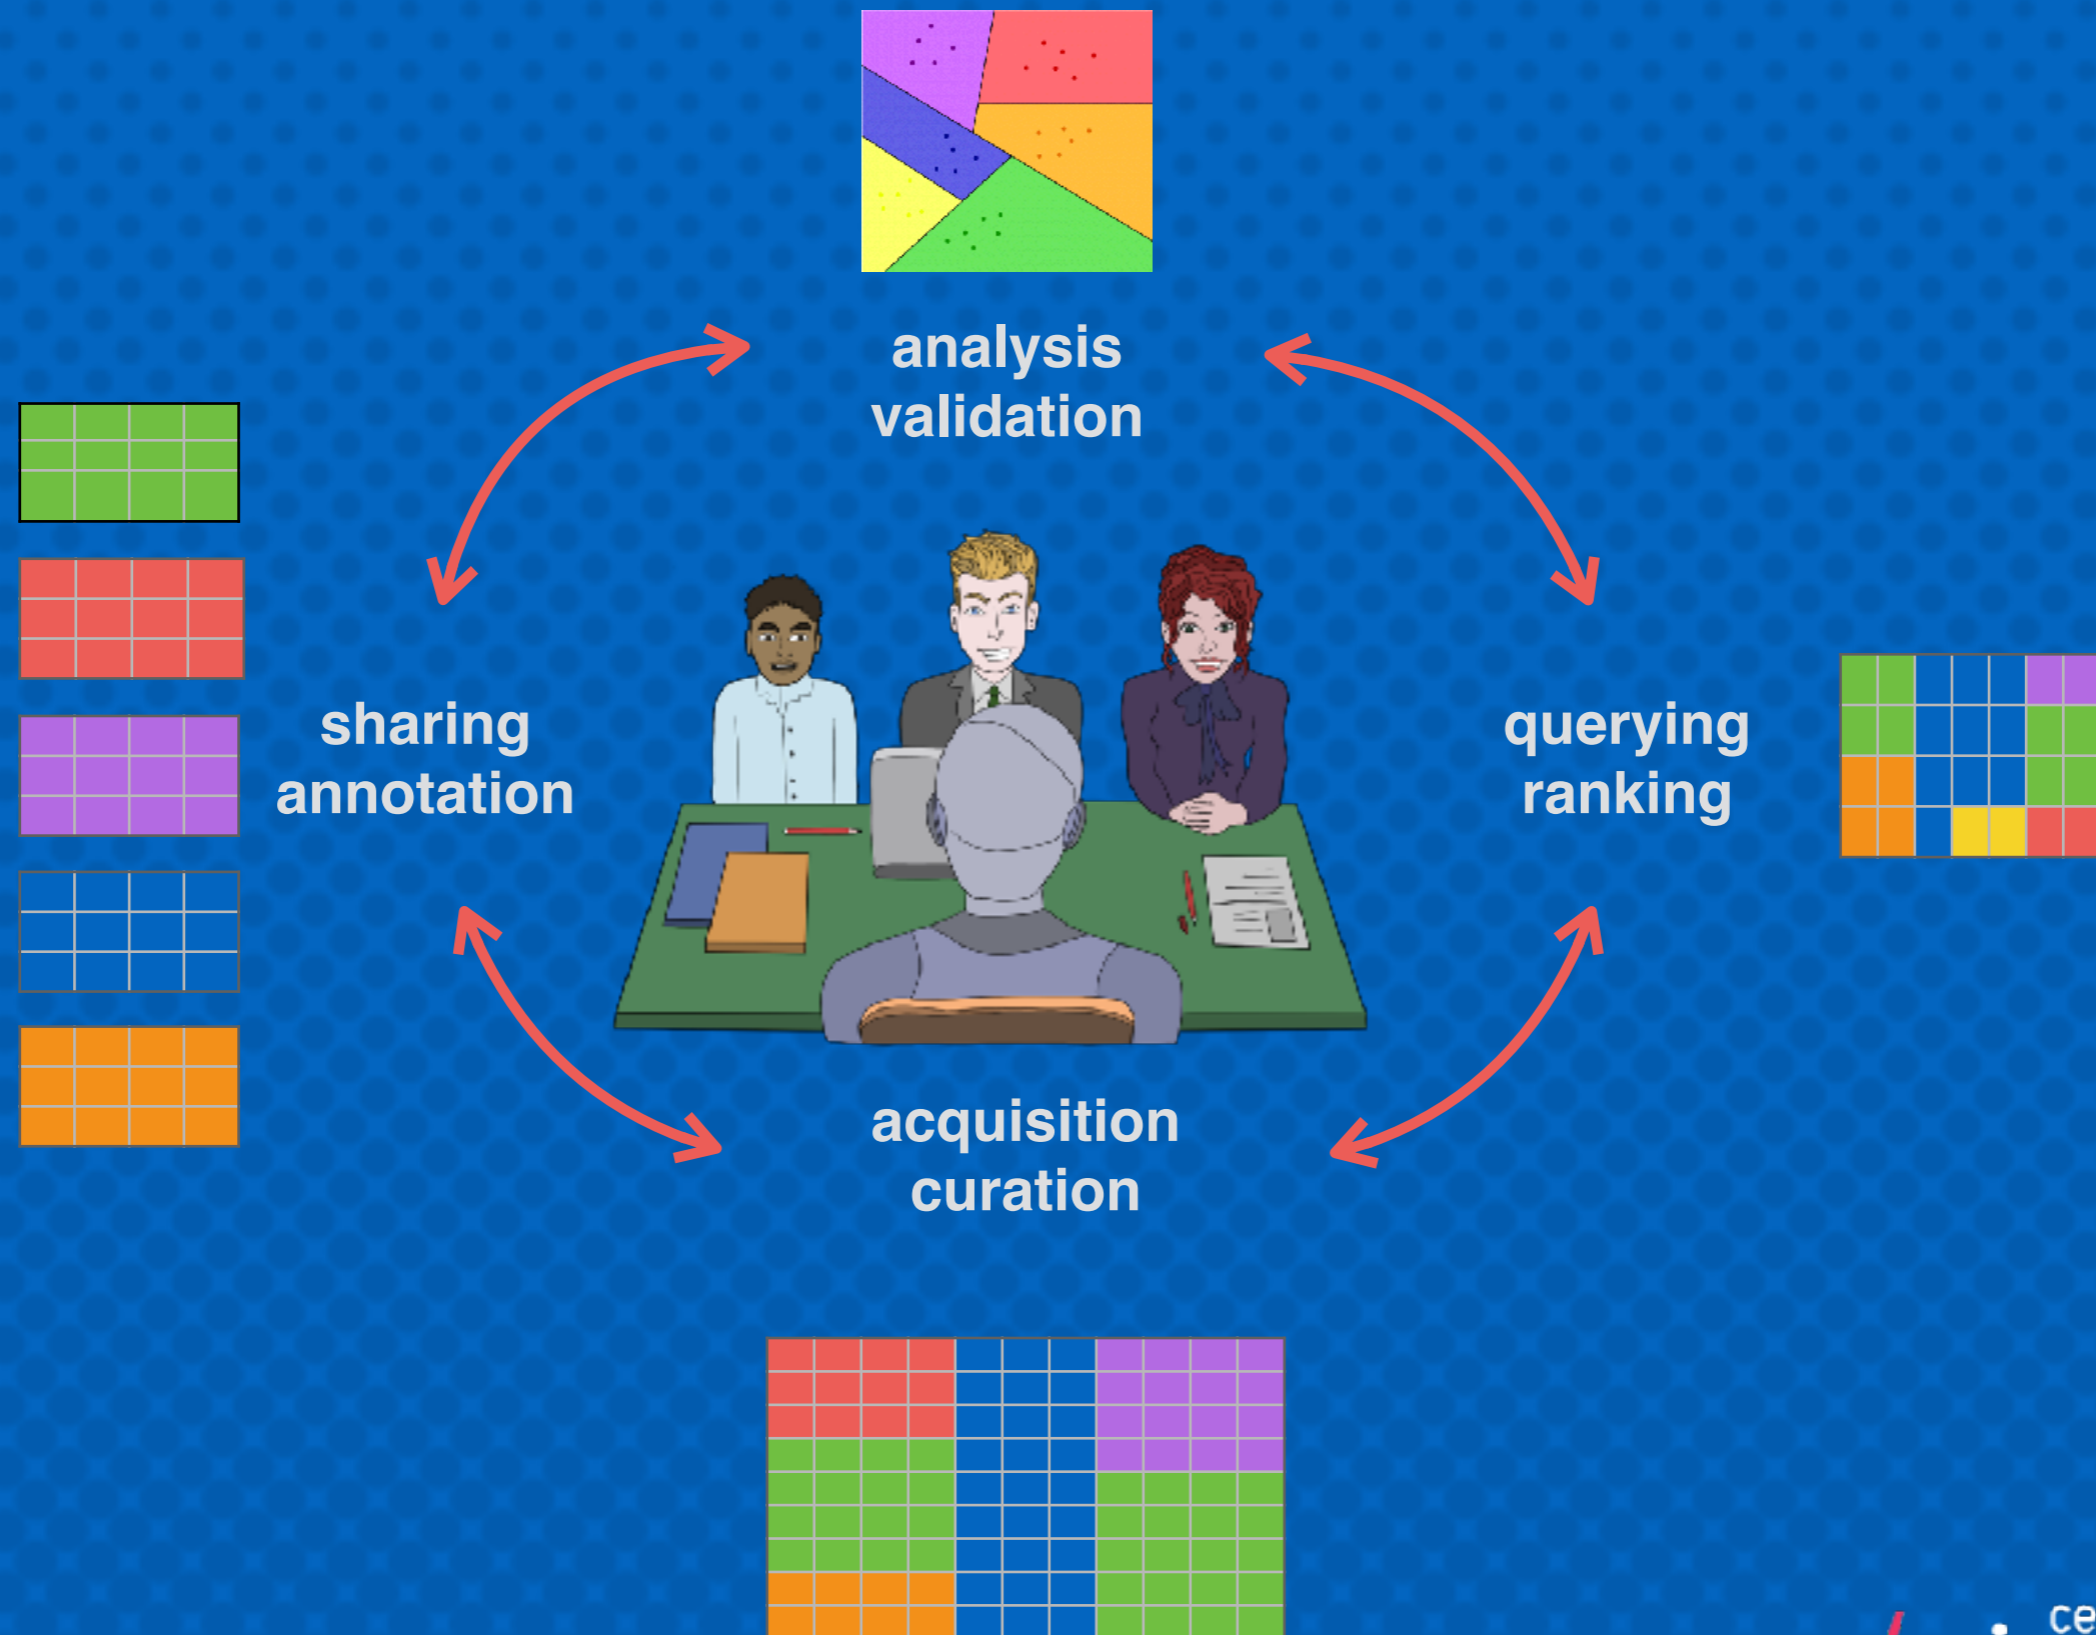 analysis
validation
sharing
annotation
querying
ranking
acquisition
curation